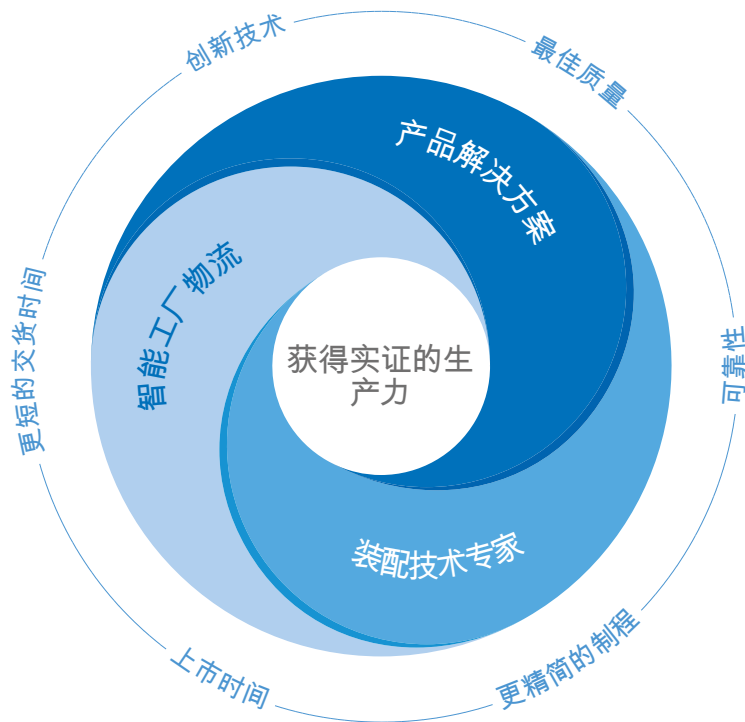 创新技术
最佳质量
产品解决方案
智能工厂物流
更短的交货时间
获得实证的生
产力
可靠性
装配技术专家
上市时间
更精简的制程